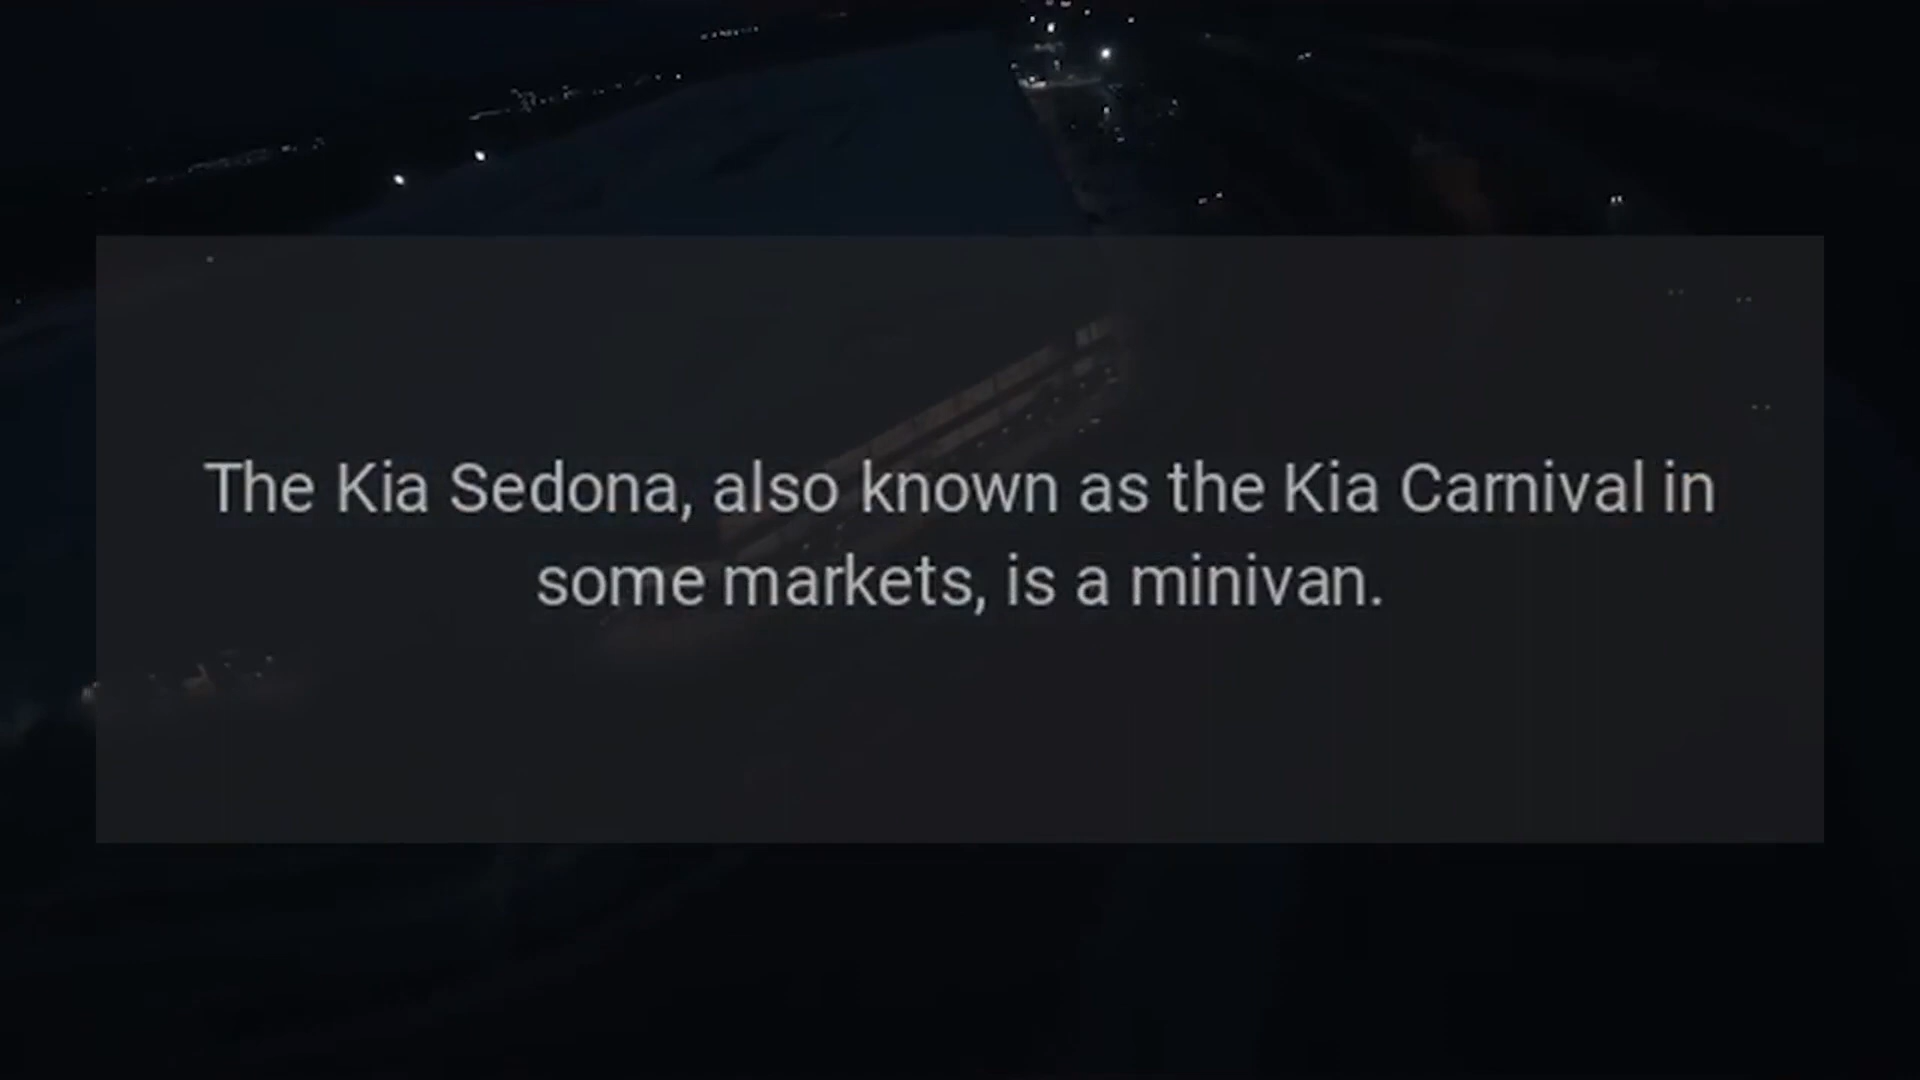 The Kia Sedona, also known as the Kia Carnival in
some markets, is a minivan.